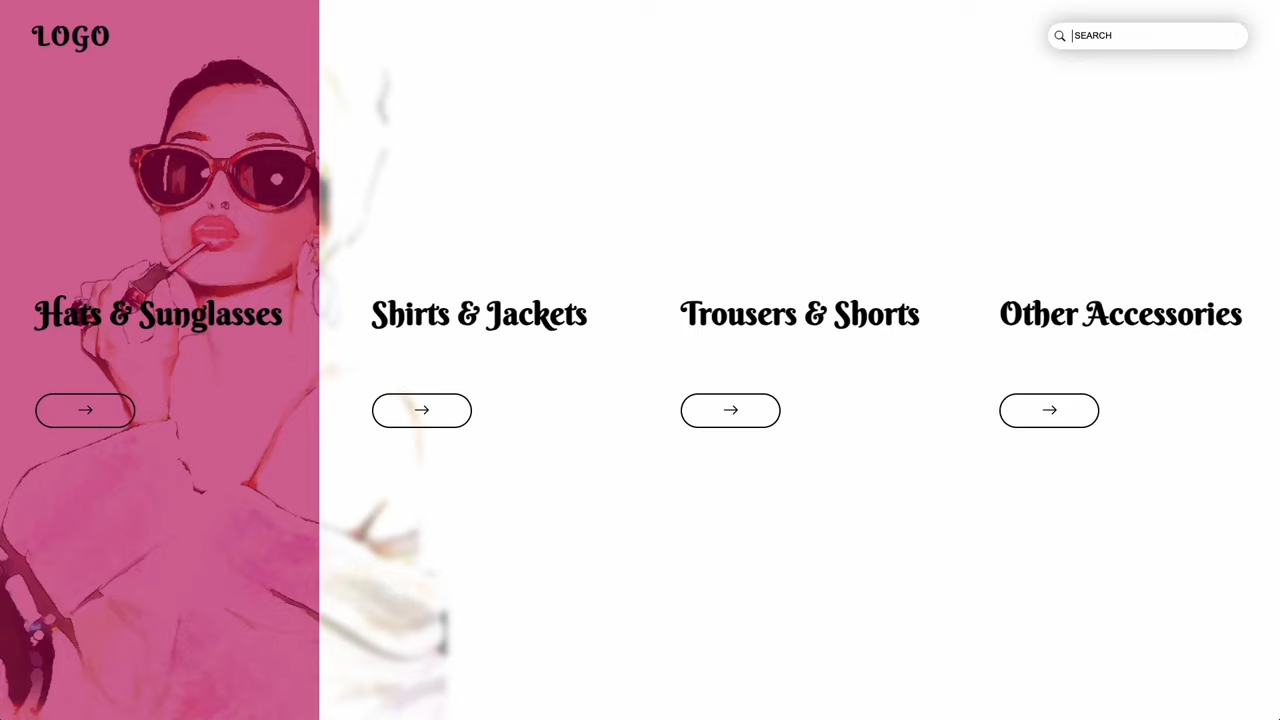 LOGO
SEARCH
Hats & Sunglasses
Shirts & Jackets
Trousers & Shorts
Other Accessories